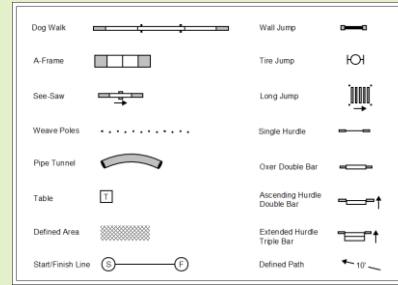 Dog Walk
Wall Jump
A-Frame
Tire Jump
See-Saw
Long Jump
Weave Poles
Single Hurdle
Pipe Tunnel
Oxer Double Bar
Table
T
Ascending Hurdle
Double Bar
Defined Area
Extended Hurdle
Triple Bar
Start/Finish Line
S
F
Defined Path
10'